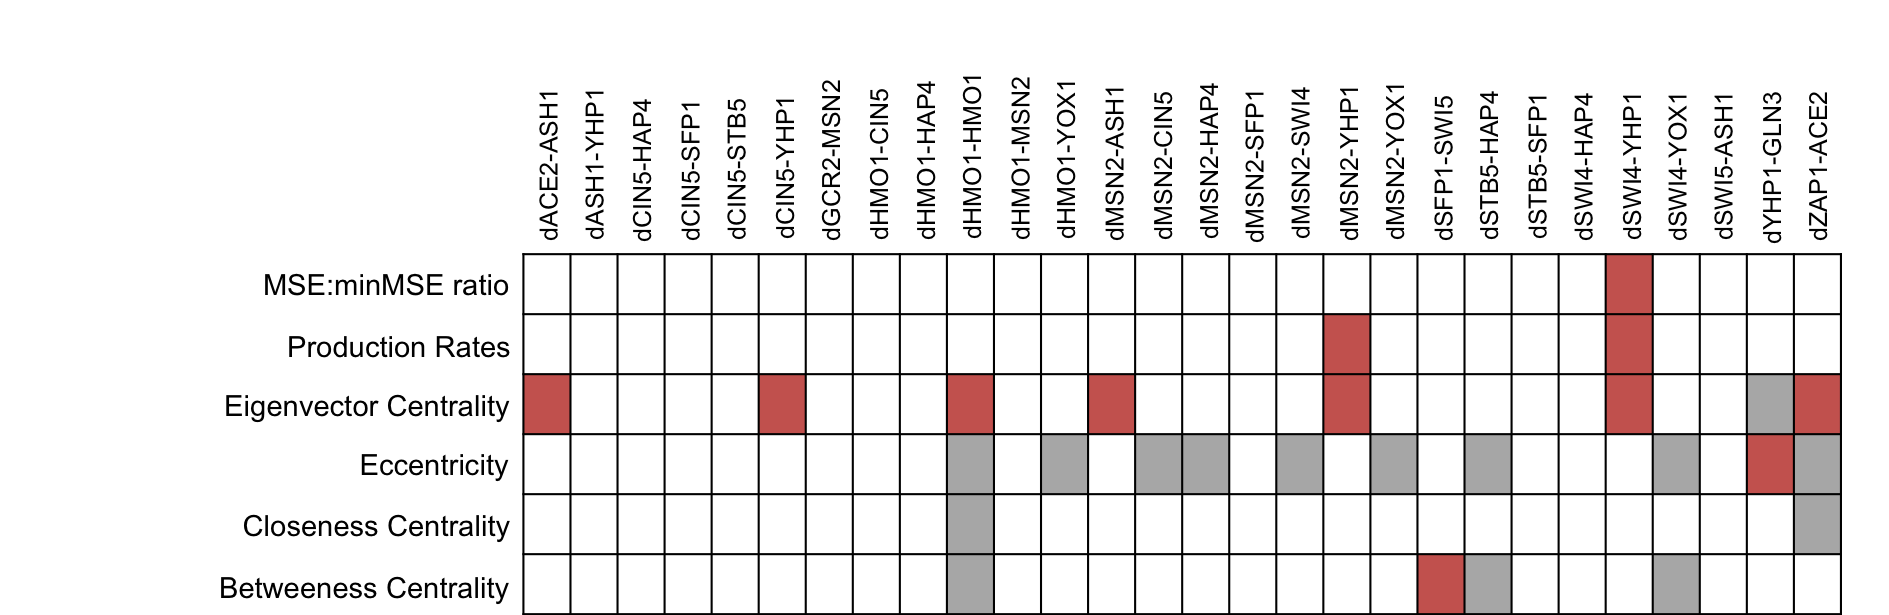 dACE2-ASH1
dASH1-YHP1
dCIN5-HAP4
dCIN5-SFP1
dCIN5-STB5
dCIN5-YHP1
dGCR2-MSN2
dHMO1-CIN5
dHMO1-HAP4
dHMO1-HMO1
dHMO1-MSN2
dHMO1-YOX1
dMSN2-ASH1
dMSN2-CIN5
dMSN2-HAP4
dMSN2-SFP1
dMSN2-SWI4
dMSN2-YHP1
dMSN2-YOX1
dSFP1-SWI5
dSTB5-HAP4
dSTB5-SFP1
dSWI4-HAP4
dSWI4-YHP1
dSWI4-YOX1
dSWI5-ASH1
dYHP1-GLN3
dZAP1-ACE2
MSE:minMSE ratio
Production Rates
Eigenvector Centrality
Eccentricity
Closeness Centrality
Betweeness Centrality